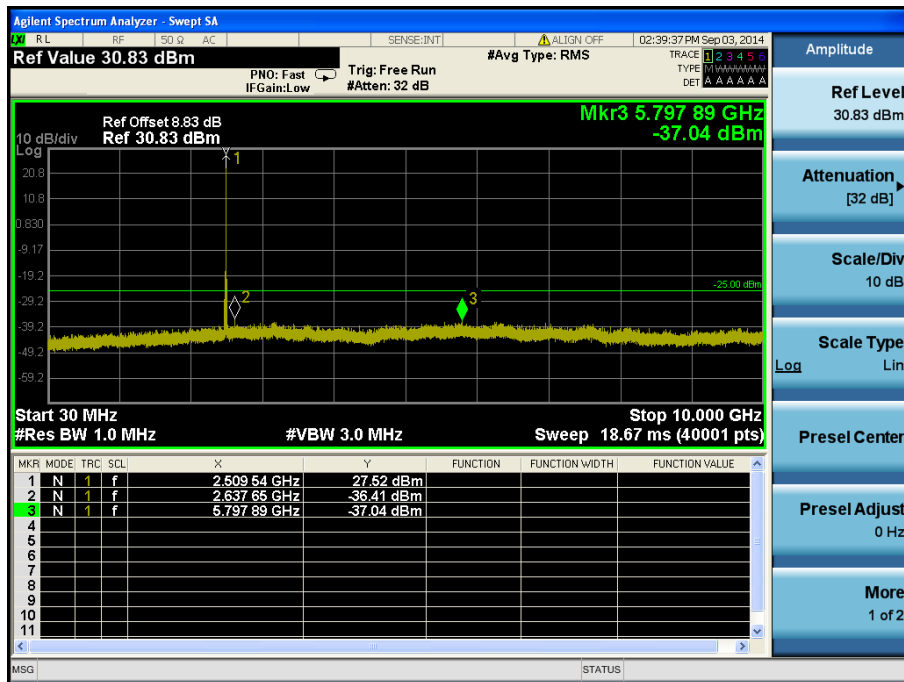 Agilent Spectrum Analyzer - Swept SA
LXI RL RF 50 Ω AC SENSE:INT ALIGN OFF 02:39:37 PM Sep 03, 2014
Ref Value 30.83 dBm
PNO: Fast
IFGain:Low
Trig: Free Run
#Atten: 32 dB
#Avg Type: RMS
TRACE 1 2 3 4 5 6
TYPE M W W W W W
DET A A A A A A
Mkr3 5.797 89 GHz
-37.04 dBm
Ref Offset 8.83 dB
10 dB/div Ref 30.83 dBm
Log
20.8
10.8
0.830
-9.17
-19.2
-29.2
-39.2
-49.2
-59.2
1
2
3
-25.00 dBm
Start 30 MHz Stop 10.000 GHz
#Res BW 1.0 MHz #VBW 3.0 MHz Sweep 18.67 ms (40001 pts)
MKR MODE TRC SCL X Y FUNCTION FUNCTION WIDTH FUNCTION VALUE
1 N 1 f 2.509 54 GHz 27.52 dBm
2 N 1 f 2.637 65 GHz -36.41 dBm
3 N 1 f 5.797 89 GHz -37.04 dBm
4
5
6
7
8
9
10
11
MSG STATUS
Amplitude
Ref Level
30.83 dBm
Attenuation
[32 dB]
Scale/Div
10 dB
Scale Type
Log Lin
Presel Center
Presel Adjust
0 Hz
More
1 of 2